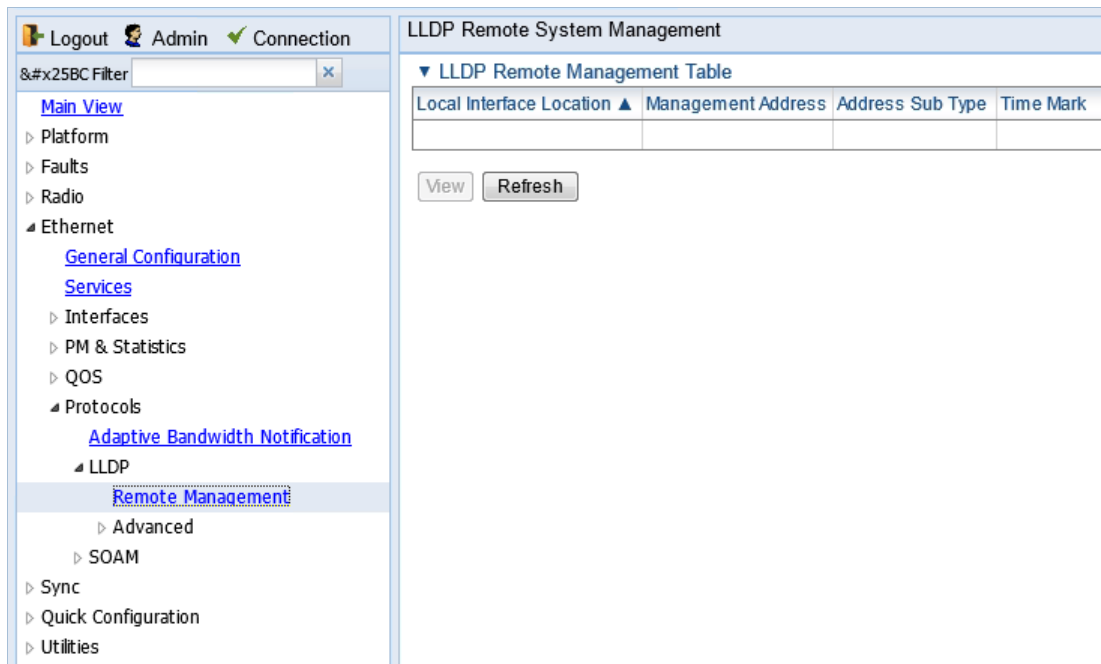 Logout Admin Connection
&#x25BC Filter
Main View
Platform
Faults
Radio
Ethernet
General Configuration
Services
Interfaces
PM & Statistics
QOS
Protocols
Adaptive Bandwidth Notification
LLDP
Remote Management
Advanced
SOAM
Sync
Quick Configuration
Utilities
LLDP Remote System Management
▼ LLDP Remote Management Table
Local Interface Location ▲ Management Address Address Sub Type Time Mark
View Refresh